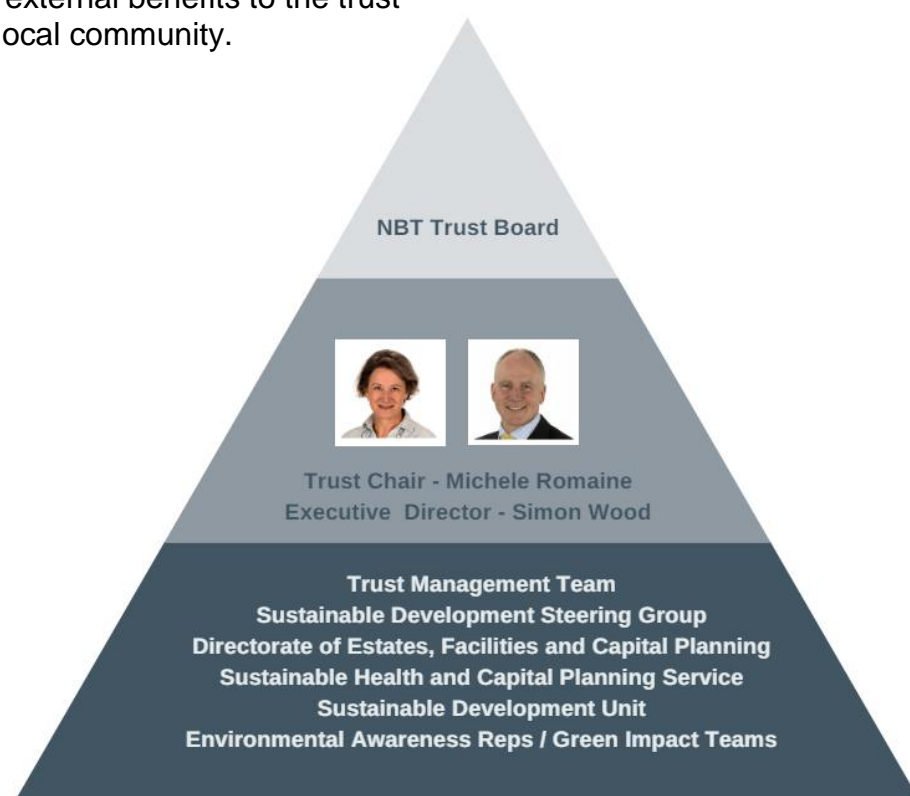 external benefits to the trust
ocal community.
NBT Trust Board
Trust Chair - Michele Romaine
Executive Director - Simon Wood
Trust Management Team
Sustainable Development Steering Group
Directorate of Estates, Facilities and Capital Planning
Sustainable Health and Capital Planning Service
Sustainable Development Unit
Environmental Awareness Reps / Green Impact Teams